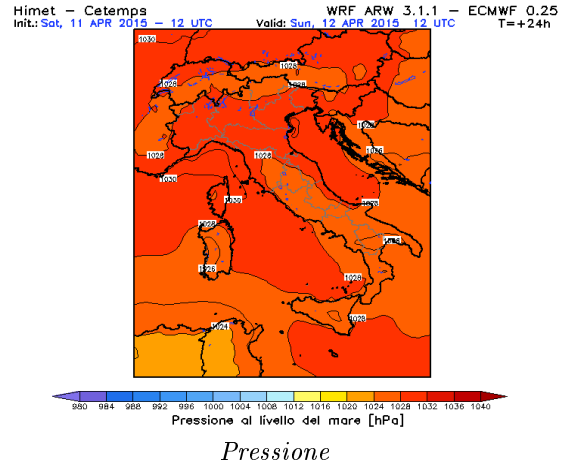 Himet – Cetemps WRF ARW 3.1.1 – ECMWF 0.25
Init.: Sat, 11 APR 2015 – 12 UTC Valid: Sun, 12 APR 2015 12 UTC T=+24h
1030
1028
1028
1028
1028
1028
1030
1030
1028
1026
1028
1028
1024
980 984 988 992 996 1000 1004 1008 1012 1016 1020 1024 1028 1032 1036 1040
Pressione al livello del mare [hPa]
Pressione